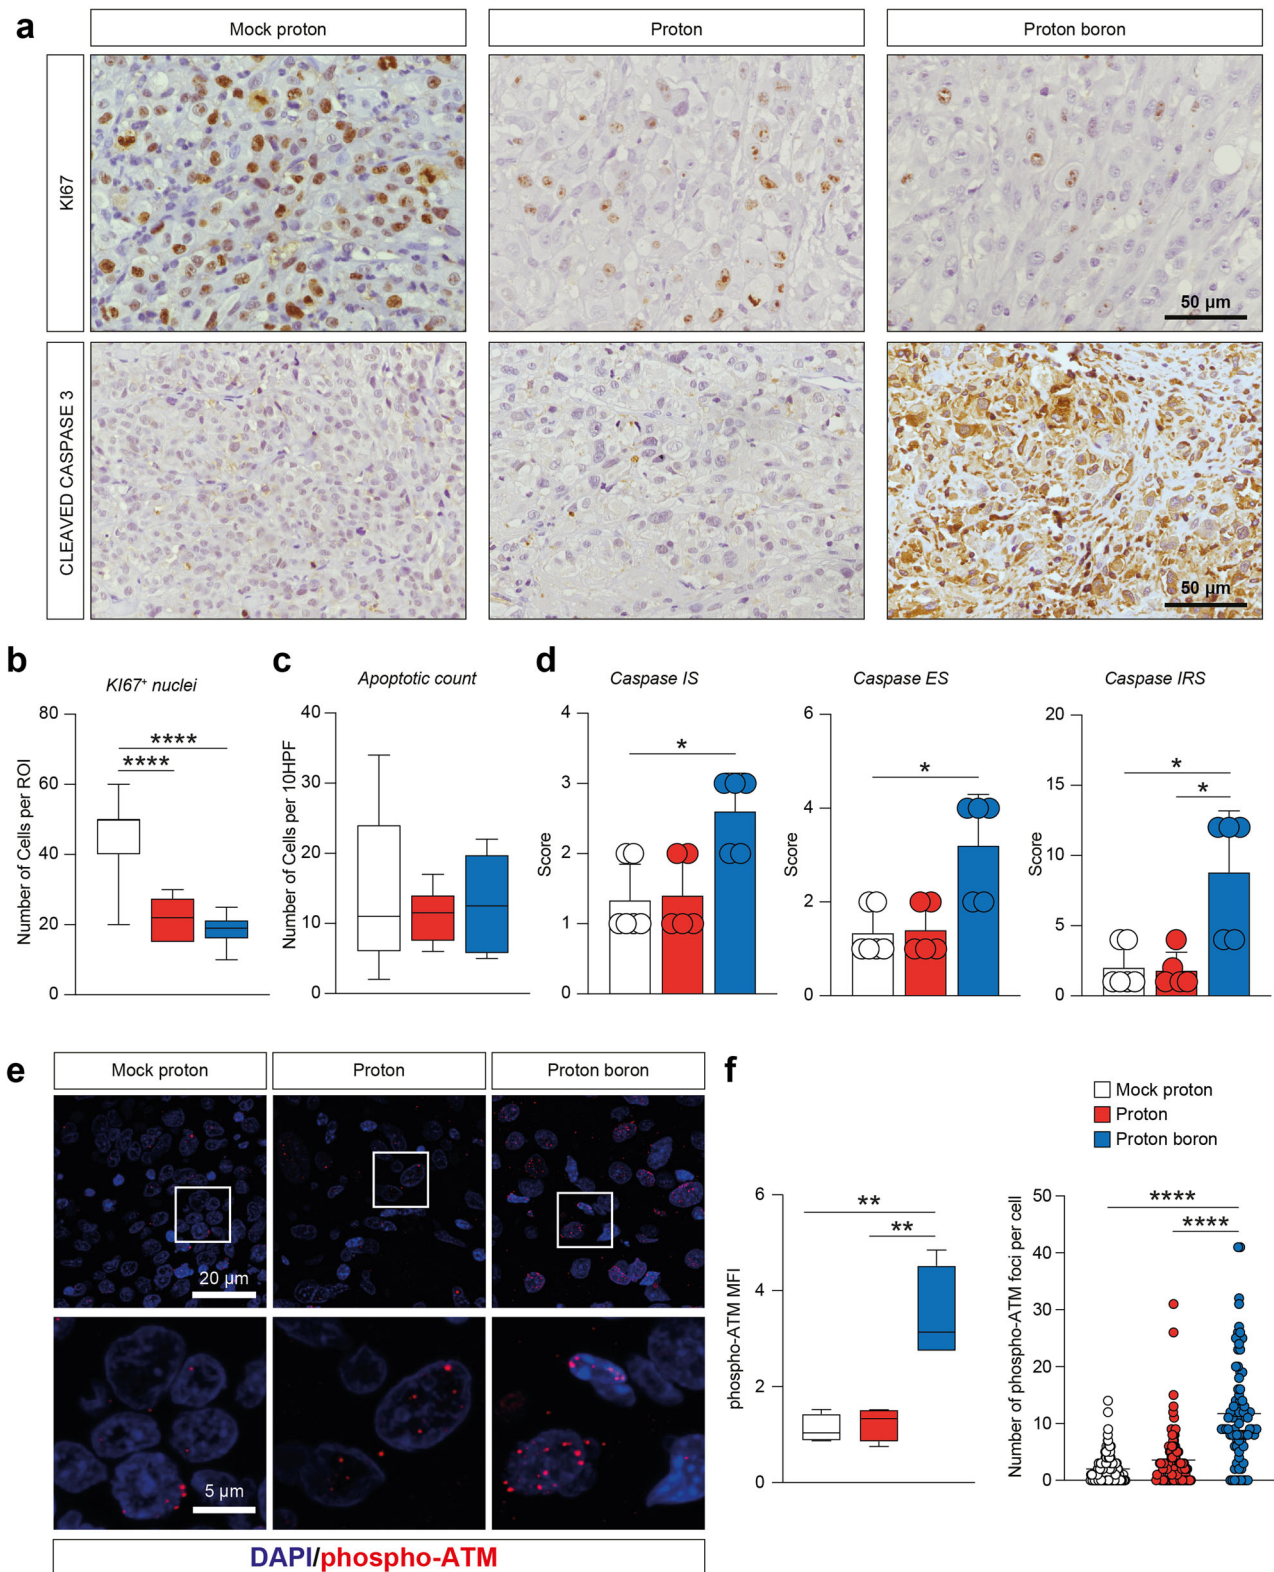 a
Mock proton
Proton
Proton boron
KI67
50 µm
CLEAVED CASPASE 3
50 µm
b
KI67⁺ nuclei
Number of Cells per ROI
80
60
40
20
0
****
****
c
Apoptotic count
Number of Cells per 10HPF
40
30
20
10
0
d
Caspase IS
Score
4
3
2
1
0
*
Caspase ES
Score
6
4
2
0
*
Caspase IRS
Score
20
15
10
5
0
*
*
e
Mock proton
Proton
Proton boron
20 µm
5 µm
DAPI/phospho-ATM
f
Mock proton
Proton
Proton boron
phospho-ATM MFI
6
4
2
0
**
**
Number of phospho-ATM foci per cell
50
40
30
20
10
0
****
****